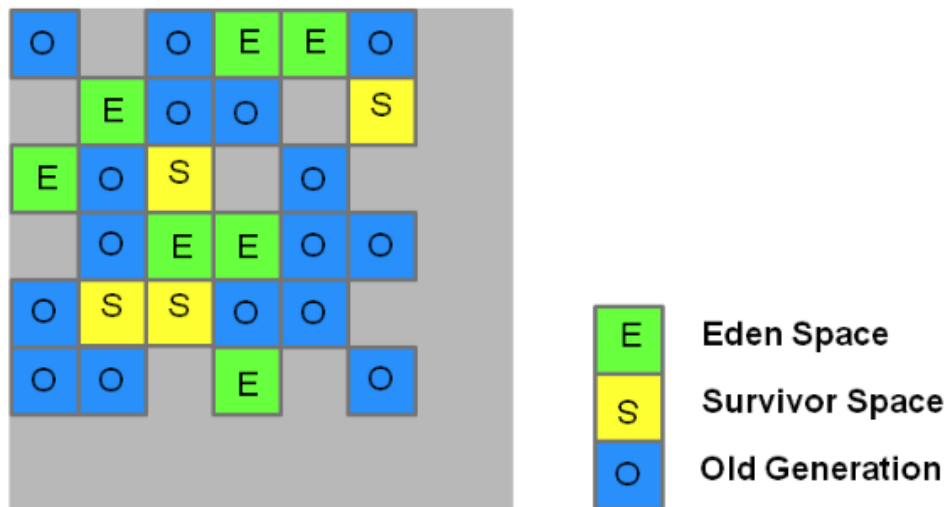 O O E E O
E O O S
E O S O
O E E O O
O S S O O
O O E O
E Eden Space
S Survivor Space
O Old Generation